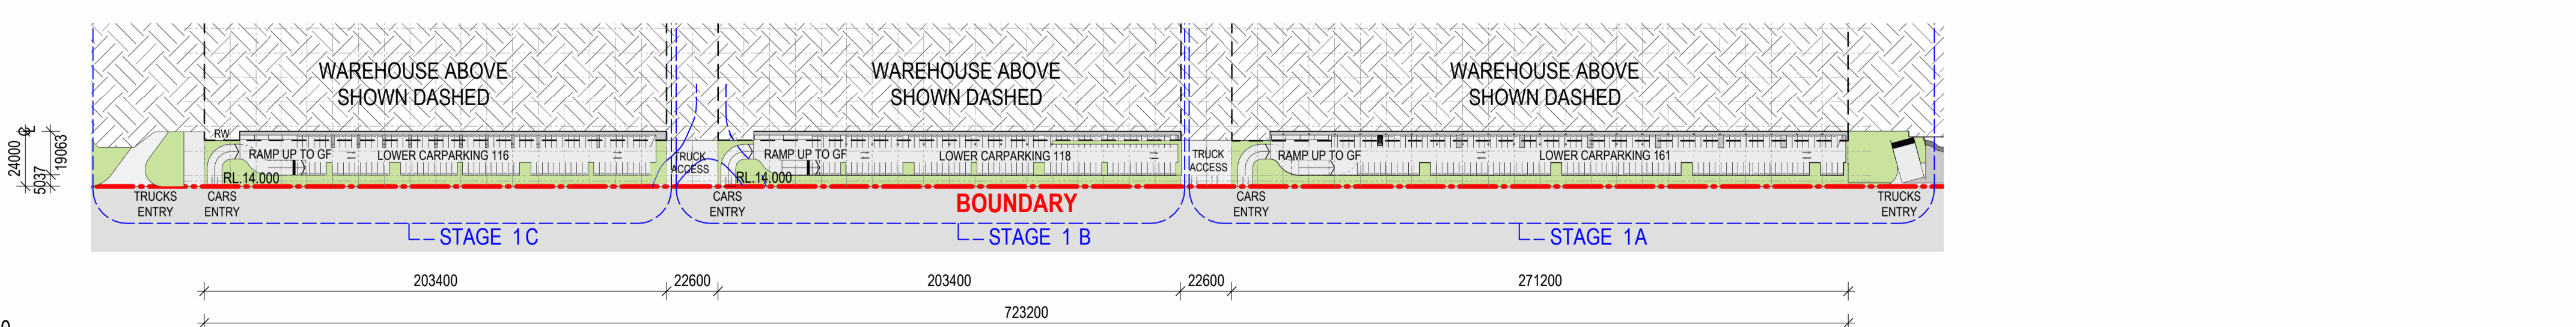 WAREHOUSE ABOVE
SHOWN DASHED
WAREHOUSE ABOVE
SHOWN DASHED
WAREHOUSE ABOVE
SHOWN DASHED
24000
5037
19063
RW
RAMP UP TO GF
LOWER CARPARKING 116
RL.14.000
TRUCK
ACCESS
RAMP UP TO GF
LOWER CARPARKING 118
RL.14.000
TRUCK
ACCESS
RAMP UP TO GF
LOWER CARPARKING 161
TRUCKS
ENTRY
CARS
ENTRY
CARS
ENTRY
BOUNDARY
CARS
ENTRY
TRUCKS
ENTRY
STAGE 1C
STAGE 1 B
STAGE 1A
203400
22600
203400
22600
271200
723200